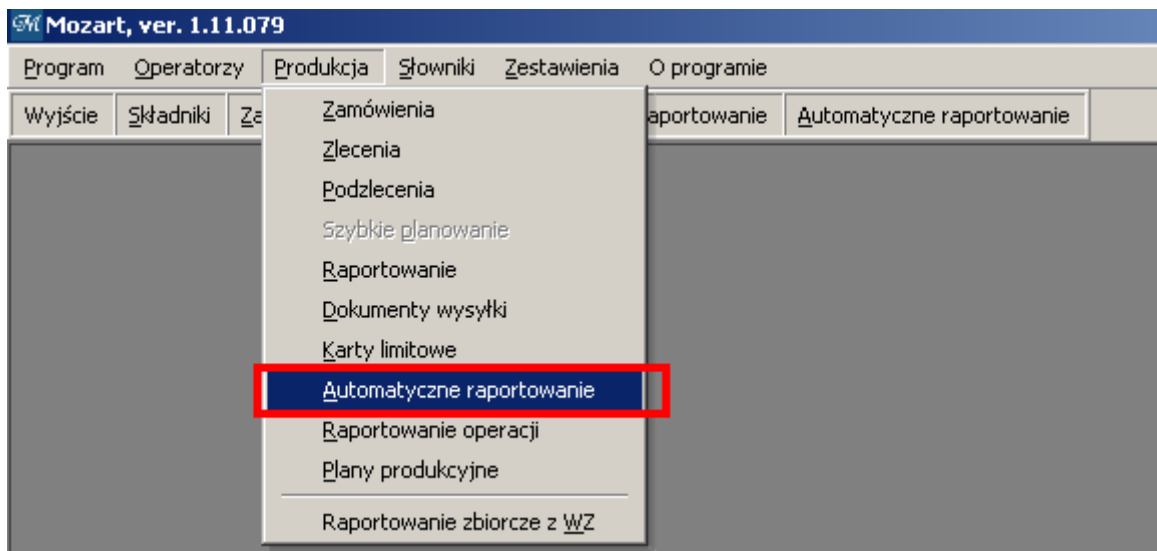 Mozart, ver. 1.11.079
Program Operatorzy Produkcja Słowniki Zestawienia O programie
Wyjście Składniki Za aportowanie Automatyczne raportowanie
Zamówienia
Zlecenia
Podzlecenia
Szybkie planowanie
Raportowanie
Dokumenty wysyłki
Karty limitowe
Automatyczne raportowanie
Raportowanie operacji
Plany produkcyjne
Raportowanie zbiorcze z WZ